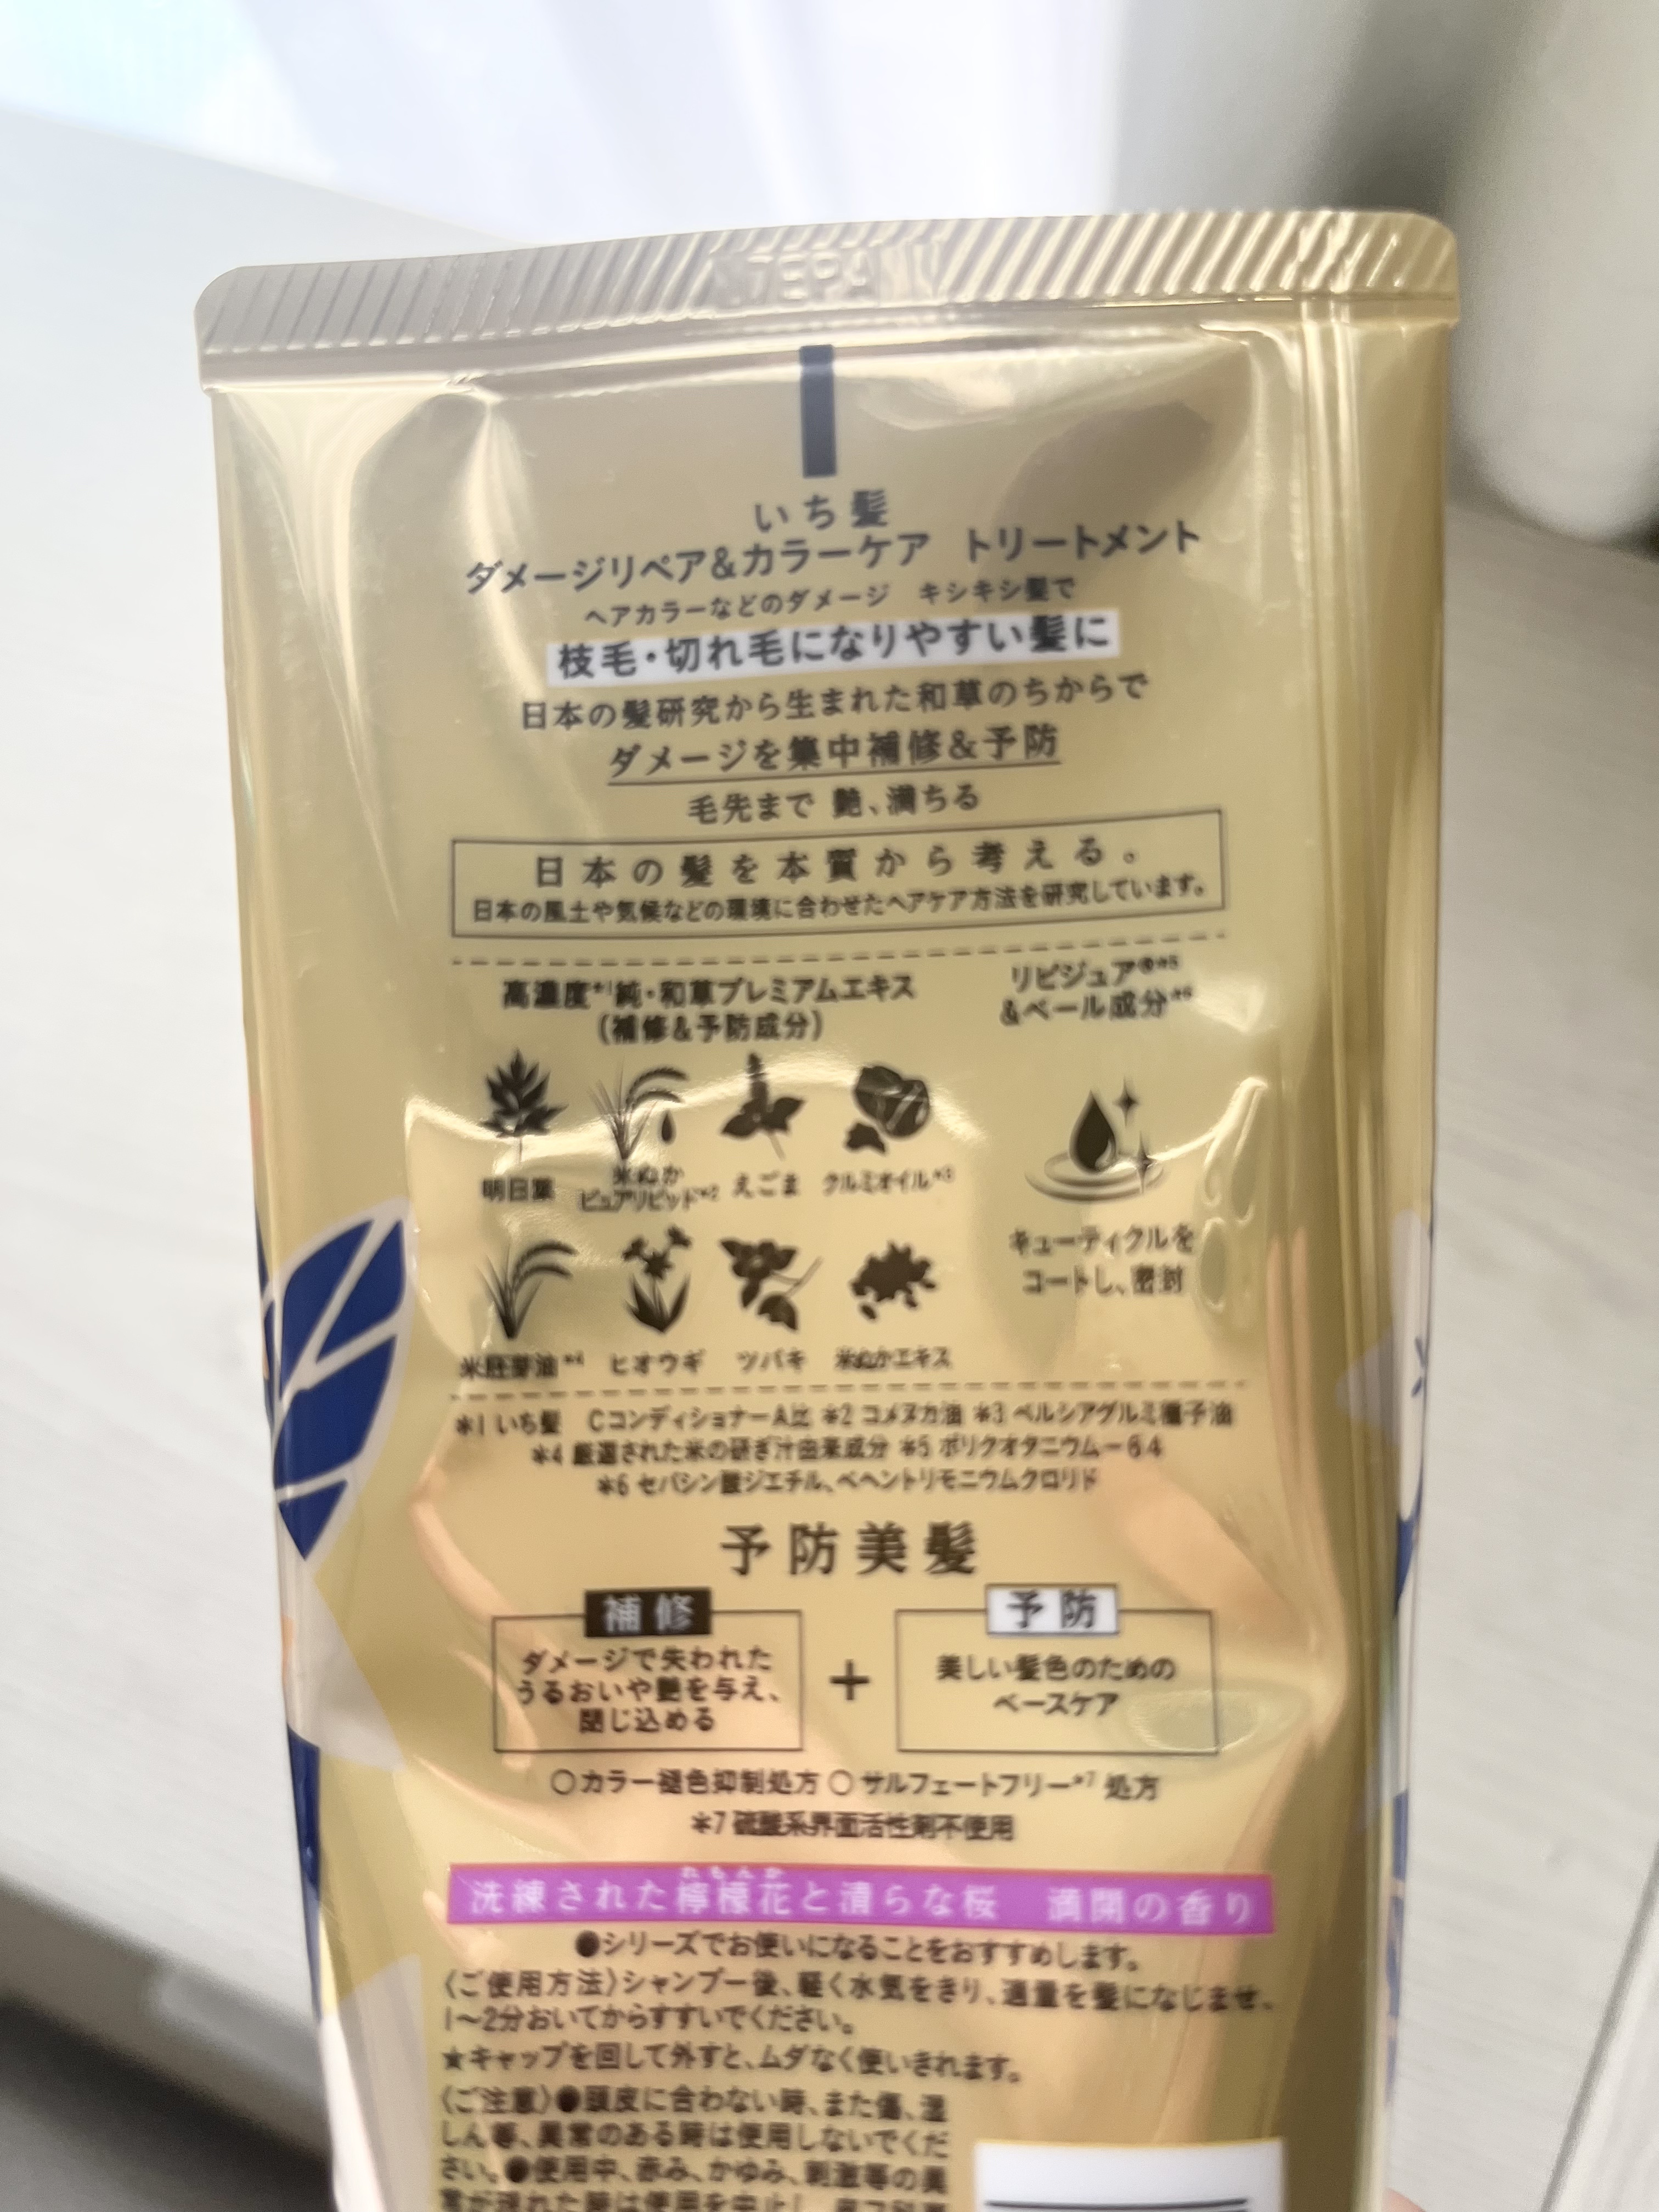 いち髪
ダメージリペア&カラーケア トリートメント
ヘアカラーなどのダメージ キシキシ髪で
枝毛・切れ毛になりやすい髪に
日本の髪研究から生まれた和草のちからで
ダメージを集中補修&予防
毛先まで 艶、満ちる
日本の髪を本質から考える。
日本の風土や気候などの環境に合わせたヘアケア方法を研究しています。
高濃度*1純・和草プレミアムエキス
(補修&予防成分)
リピジュア®*5
&ベール成分*6
明日葉
米ぬか
ピュアリピッド*2
えごま
クルミオイル*3
キューティクルを
コートし、密封
米胚芽油*4
ヒオウギ
ツバキ
米ぬかエキス
*1 いち髪 CコンディショナーA比 *2 コメヌカ油 *3 ペルシアグルミ種子油
*4 厳選された米の研ぎ汁由来成分 *5 ポリクオタニウム-64
*6 セバシン酸ジエチル、ベヘントリモニウムクロリド
予防美髪
補修
ダメージで失われた
うるおいや艶を与え、
閉じ込める
+
予防
美しい髪色のための
ベースケア
○カラー褪色抑制処方 ○サルフェートフリー*7 処方
*7 硫酸系界面活性剤不使用
れもんか
洗練された檸檬花と清らな桜 満開の香り
●シリーズでお使いになることをおすすめします。
〈ご使用方法〉シャンプー後、軽く水気をきり、適量を髪になじませ、
1〜2分おいてからすすいでください。
★キャップを回して外すと、ムダなく使いきれます。
〈ご注意〉●頭皮に合わない時、また傷、湿
しん等、異常のある時は使用しないでくだ
さい。●使用中、赤み、かゆみ、刺激等の異
常が現れた時は使用を中止し、